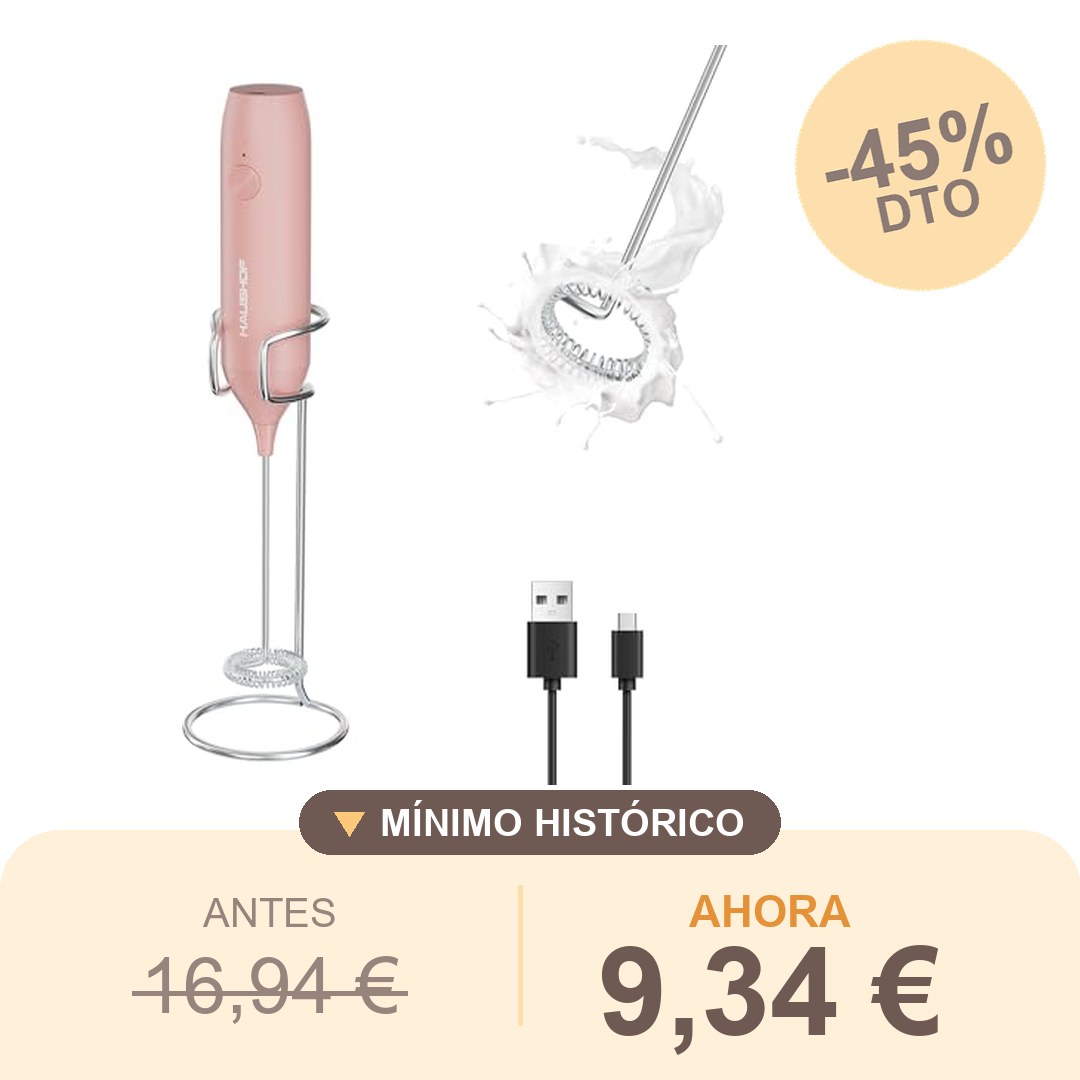 -45%
DTO
HAUSHOF
MÍNIMO HISTÓRICO
ANTES
16,94 €
AHORA
9,34 €